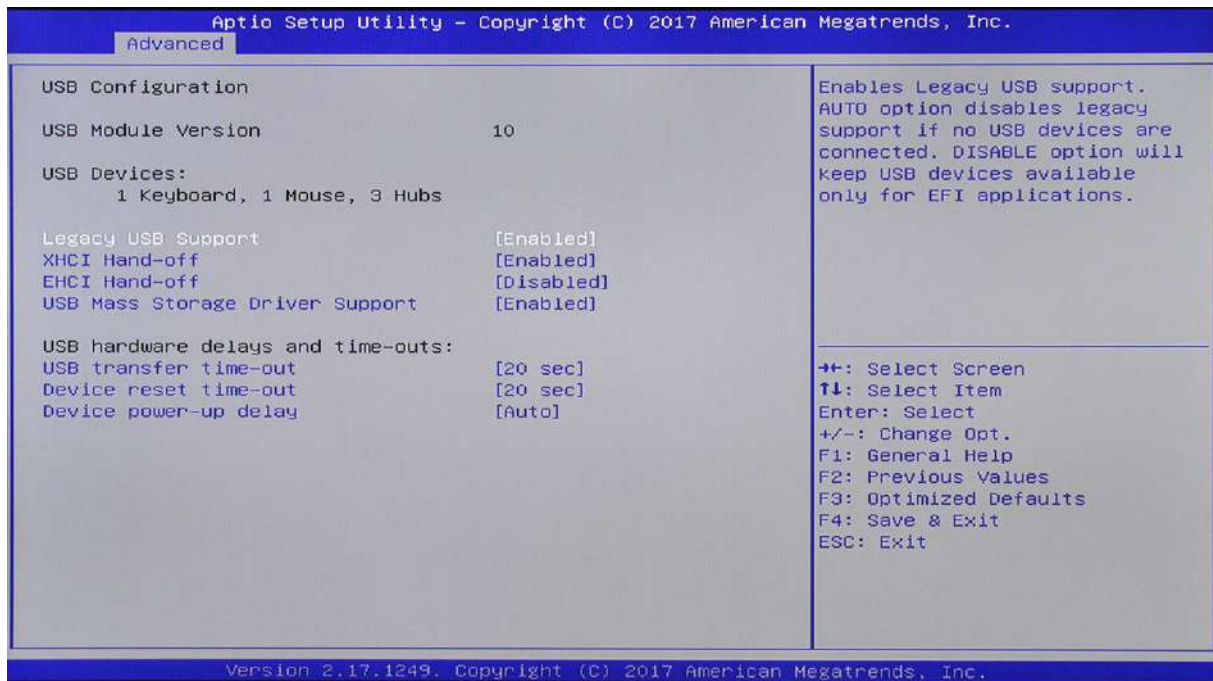 Aptio Setup Utility – Copyright (C) 2017 American Megatrends, Inc.
Advanced
USB Configuration
USB Module Version 10
USB Devices:
1 Keyboard, 1 Mouse, 3 Hubs
Legacy USB Support [Enabled]
XHCI Hand-off [Enabled]
EHCI Hand-off [Disabled]
USB Mass Storage Driver Support [Enabled]
USB hardware delays and time-outs:
USB transfer time-out [20 sec]
Device reset time-out [20 sec]
Device power-up delay [Auto]
Enables Legacy USB support.
AUTO option disables legacy
support if no USB devices are
connected. DISABLE option will
keep USB devices available
only for EFI applications.
→←: Select Screen
↑↓: Select Item
Enter: Select
+/-: Change Opt.
F1: General Help
F2: Previous Values
F3: Optimized Defaults
F4: Save & Exit
ESC: Exit
Version 2.17.1249. Copyright (C) 2017 American Megatrends, Inc.